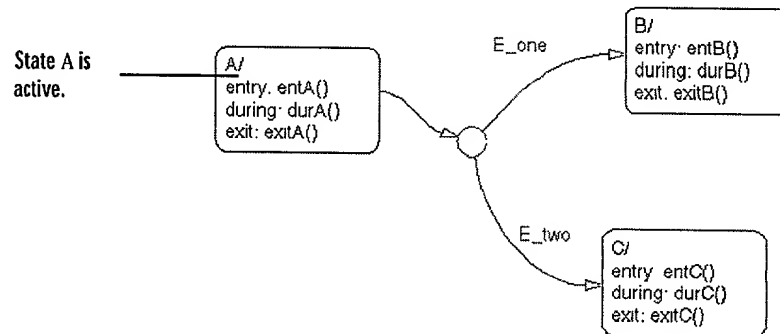 State A is
active.
A/
entry. entA()
during· durA()
exit: exitA()
E_one
B/
entry· entB()
during: durB()
exit. exitB()
E_two
C/
entry entC()
during· durC()
exit: exitC()